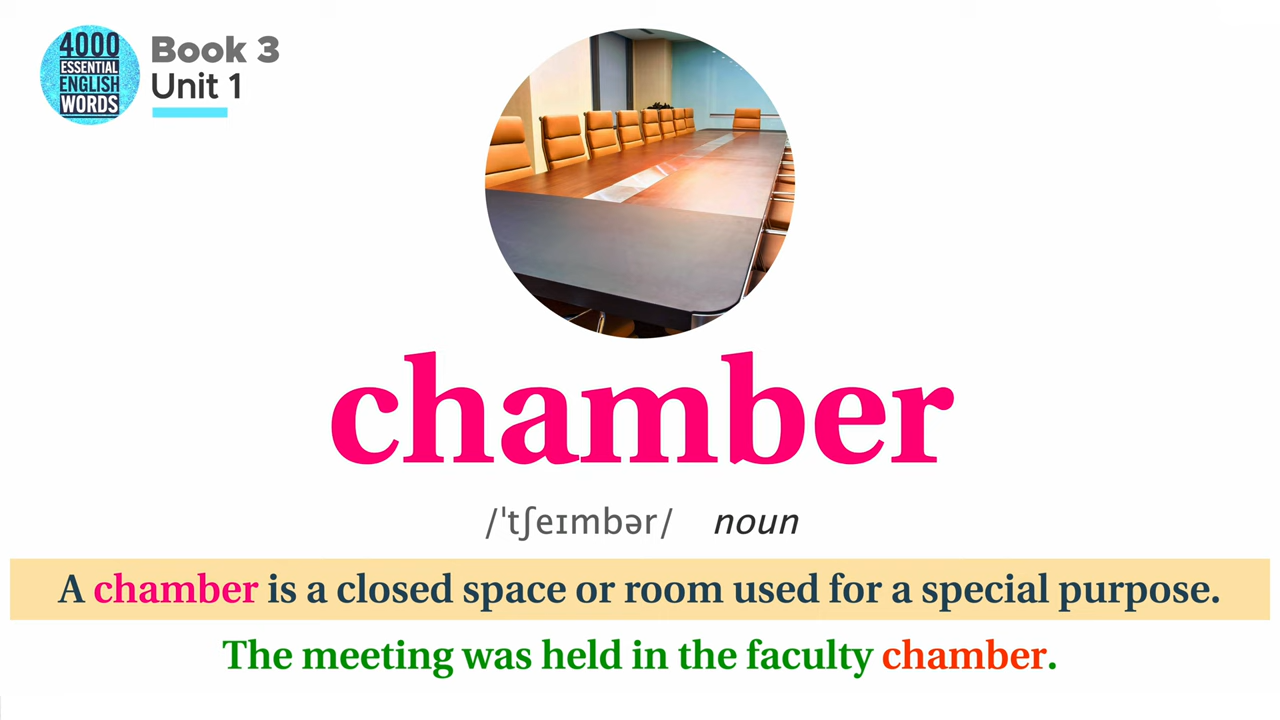 4000
ESSENTIAL
ENGLISH
WORDS
Book 3
Unit 1
chamber
/ˈtʃeɪmbər/ noun
A chamber is a closed space or room used for a special purpose.
The meeting was held in the faculty chamber.